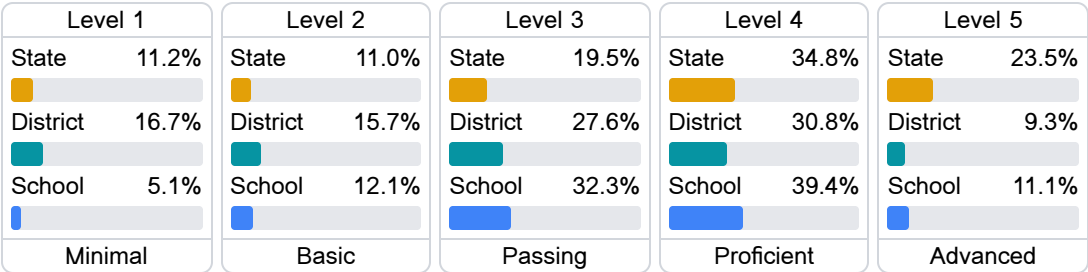 Level 1
State 11.2%
District 16.7%
School 5.1%
Minimal
Level 2
State 11.0%
District 15.7%
School 12.1%
Basic
Level 3
State 19.5%
District 27.6%
School 32.3%
Passing
Level 4
State 34.8%
District 30.8%
School 39.4%
Proficient
Level 5
State 23.5%
District 9.3%
School 11.1%
Advanced